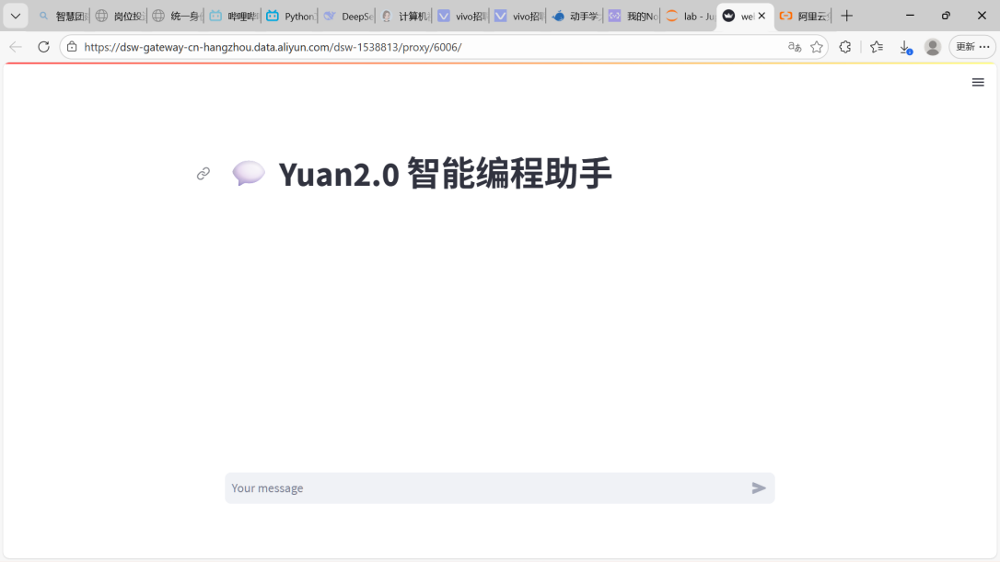 智慧团
岗位投
统一身
哔哩哔
Python
DeepSe
计算机
vivo招
vivo招
动手学
我的No
lab - Ju
wel
阿里云
https://dsw-gateway-cn-hangzhou.data.aliyun.com/dsw-1538813/proxy/6006/
更新
Yuan2.0 智能编程助手
Your message